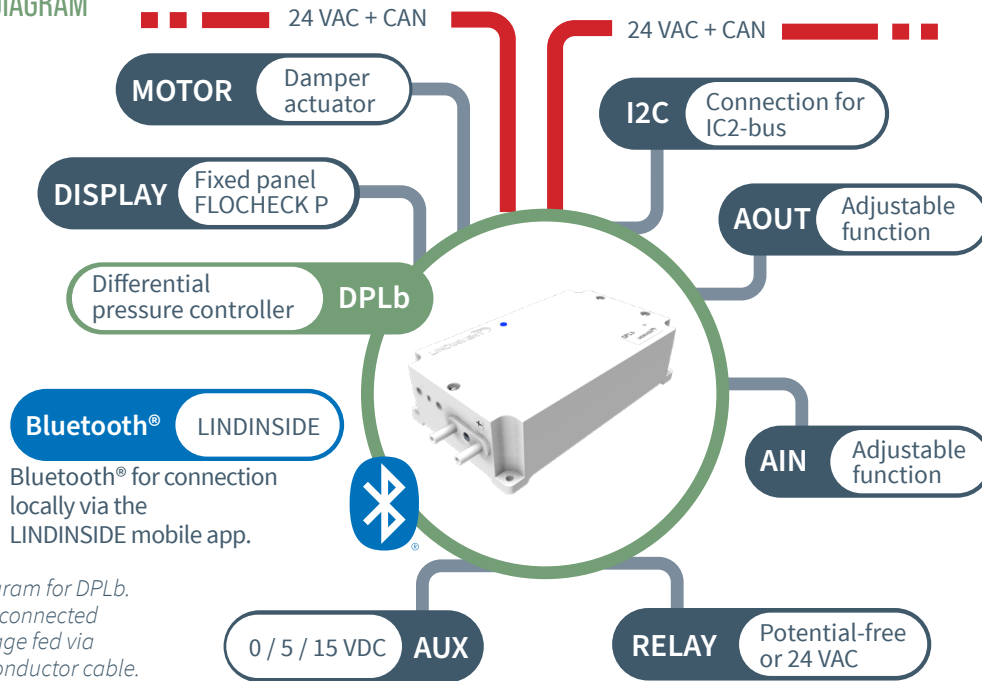 DIAGRAM
24 VAC + CAN
24 VAC + CAN
MOTOR
Damper
actuator
I2C
Connection for
IC2-bus
DISPLAY
Fixed panel
FLOCHECK P
AOUT
Adjustable
function
Differential
pressure controller
DPLb
Bluetooth®
LINDINSIDE
Bluetooth® for connection
locally via the
LINDINSIDE mobile app.
AIN
Adjustable
function
®
for DPLb.
connected
fed via
cable.
0 / 5 / 15 VDC
AUX
RELAY
Potential-free
or 24 VAC